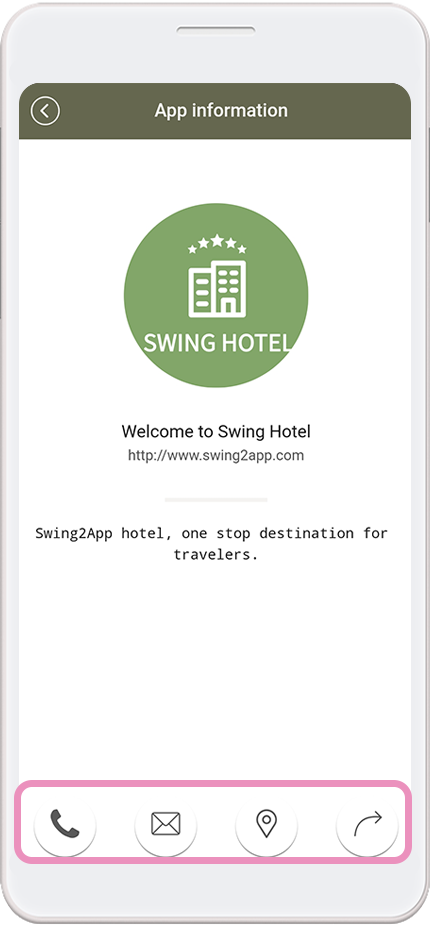 App information
SWING HOTEL
Welcome to Swing Hotel
http://www.swing2app.com
Swing2App hotel, one stop destination for
travelers.